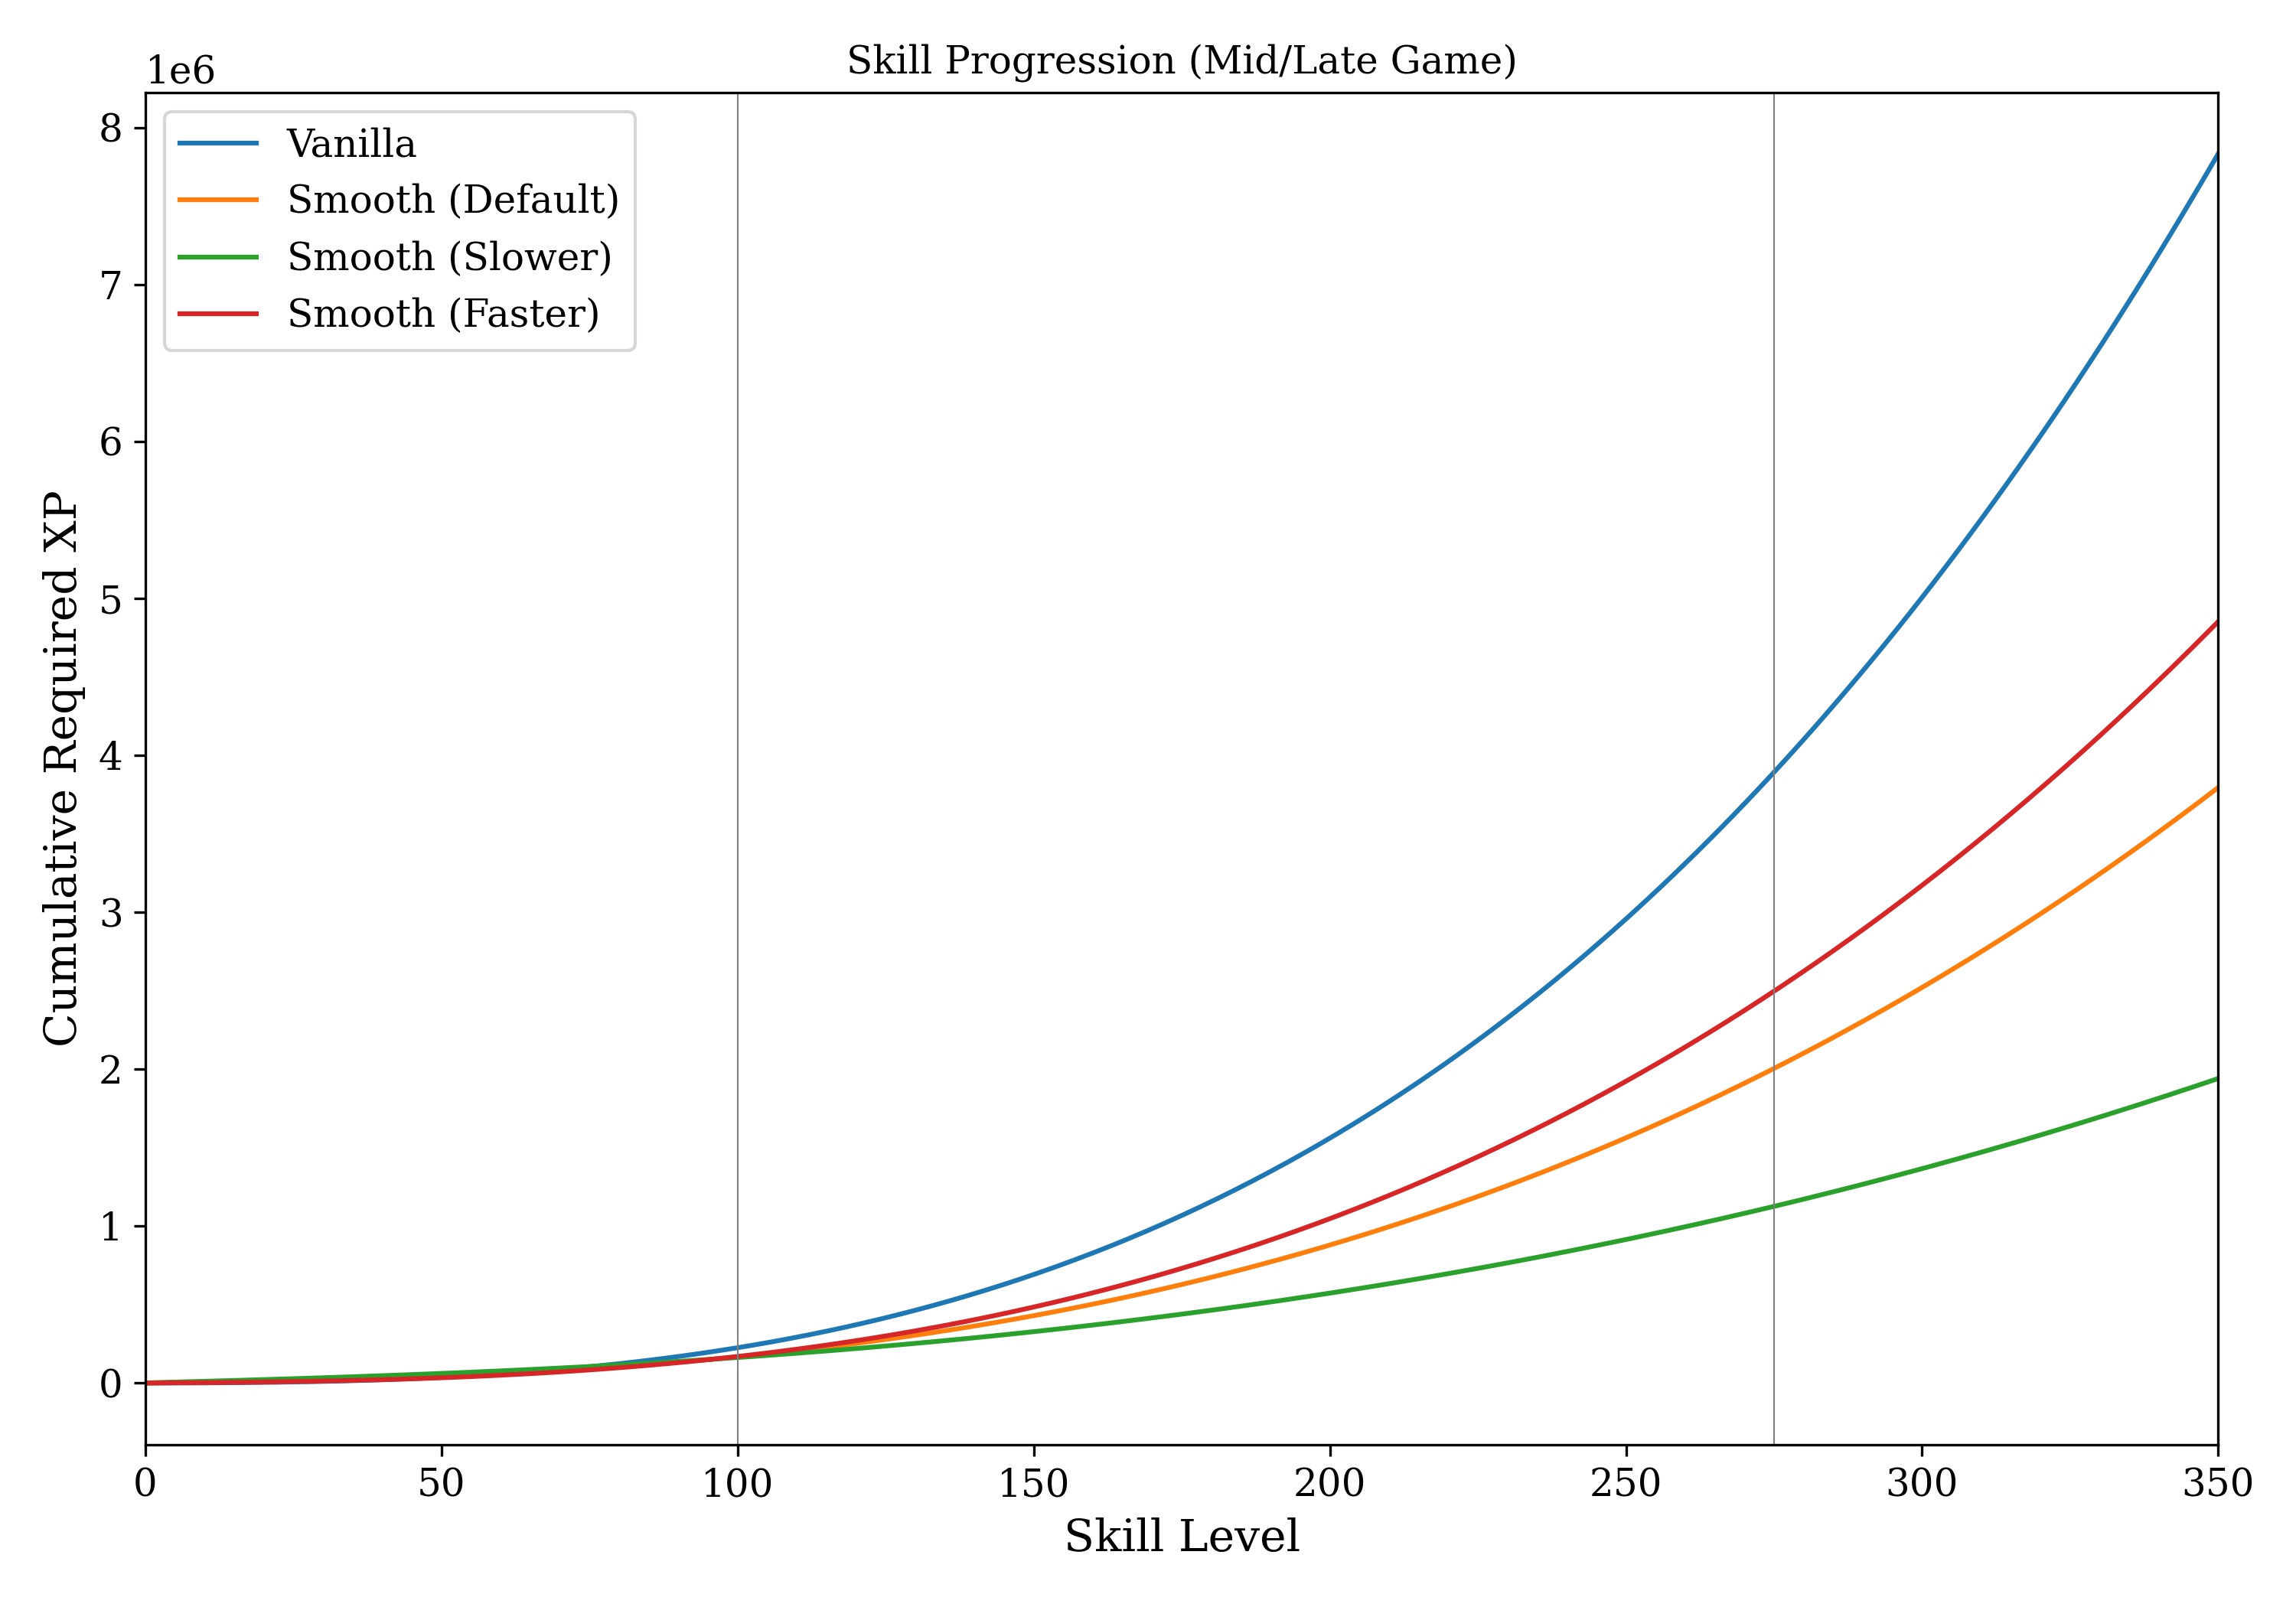 Skill Progression (Mid/Late Game)
1e6
Vanilla
Smooth (Default)
Smooth (Slower)
Smooth (Faster)
8
7
6
5
4
3
2
1
0
Cumulative Required XP
0 50 100 150 200 250 300 350
Skill Level